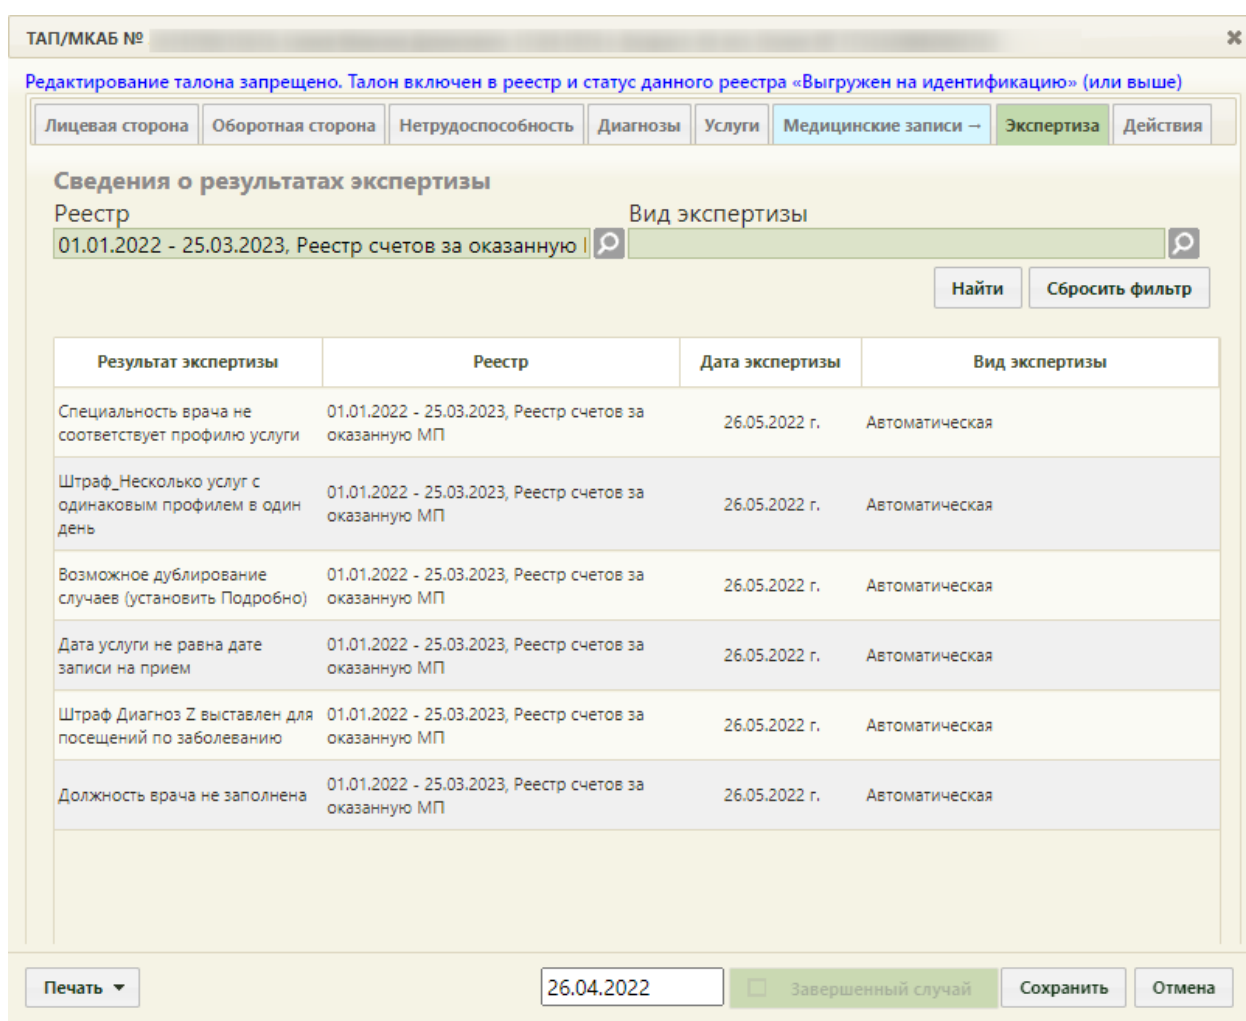 ТАП/МКАБ №
Редактирование талона запрещено. Талон включен в реестр и статус данного реестра «Выгружен на идентификацию» (или выше)
Лицевая сторона Оборотная сторона Нетрудоспособность Диагнозы Услуги Медицинские записи → Экспертиза Действия
Сведения о результатах экспертизы
Реестр Вид экспертизы
01.01.2022 - 25.03.2023, Реестр счетов за оказанную
Найти Сбросить фильтр
Результат экспертизы Реестр Дата экспертизы Вид экспертизы
Специальность врача не
соответствует профилю услуги
01.01.2022 - 25.03.2023, Реестр счетов за
оказанную МП
26.05.2022 г.
Автоматическая
Штраф_Несколько услуг с
одинаковым профилем в один
день
01.01.2022 - 25.03.2023, Реестр счетов за
оказанную МП
26.05.2022 г.
Автоматическая
Возможное дублирование
случаев (установить Подробно)
01.01.2022 - 25.03.2023, Реестр счетов за
оказанную МП
26.05.2022 г.
Автоматическая
Дата услуги не равна дате
записи на прием
01.01.2022 - 25.03.2023, Реестр счетов за
оказанную МП
26.05.2022 г.
Автоматическая
Штраф Диагноз Z выставлен для
посещений по заболеванию
01.01.2022 - 25.03.2023, Реестр счетов за
оказанную МП
26.05.2022 г.
Автоматическая
Должность врача не заполнена
01.01.2022 - 25.03.2023, Реестр счетов за
оказанную МП
26.05.2022 г.
Автоматическая
Печать 26.04.2022 Завершенный случай Сохранить Отмена